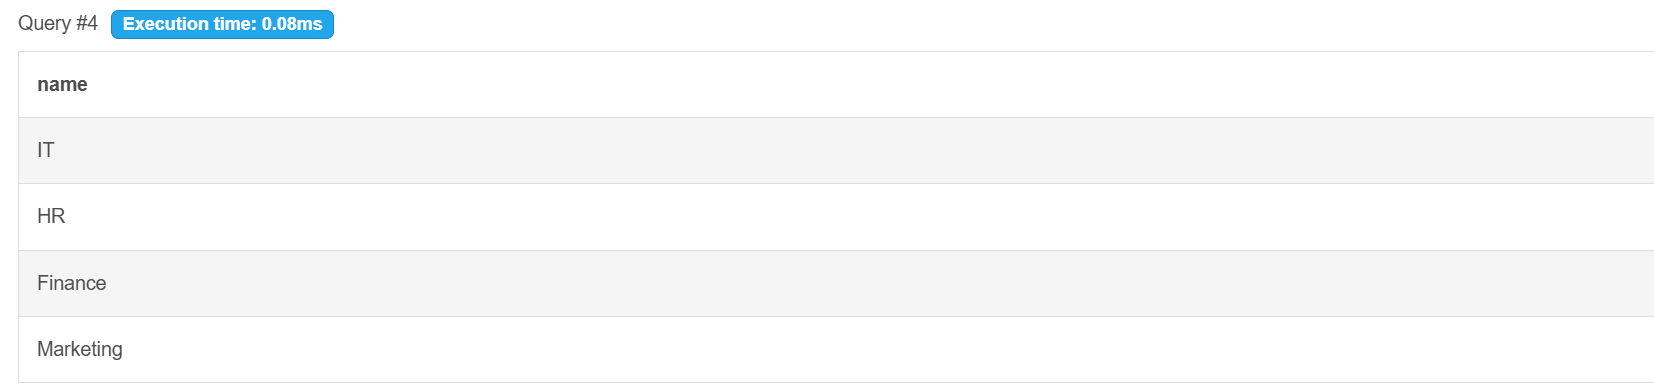 Query #4 Execution time: 0.08ms
name
IT
HR
Finance
Marketing